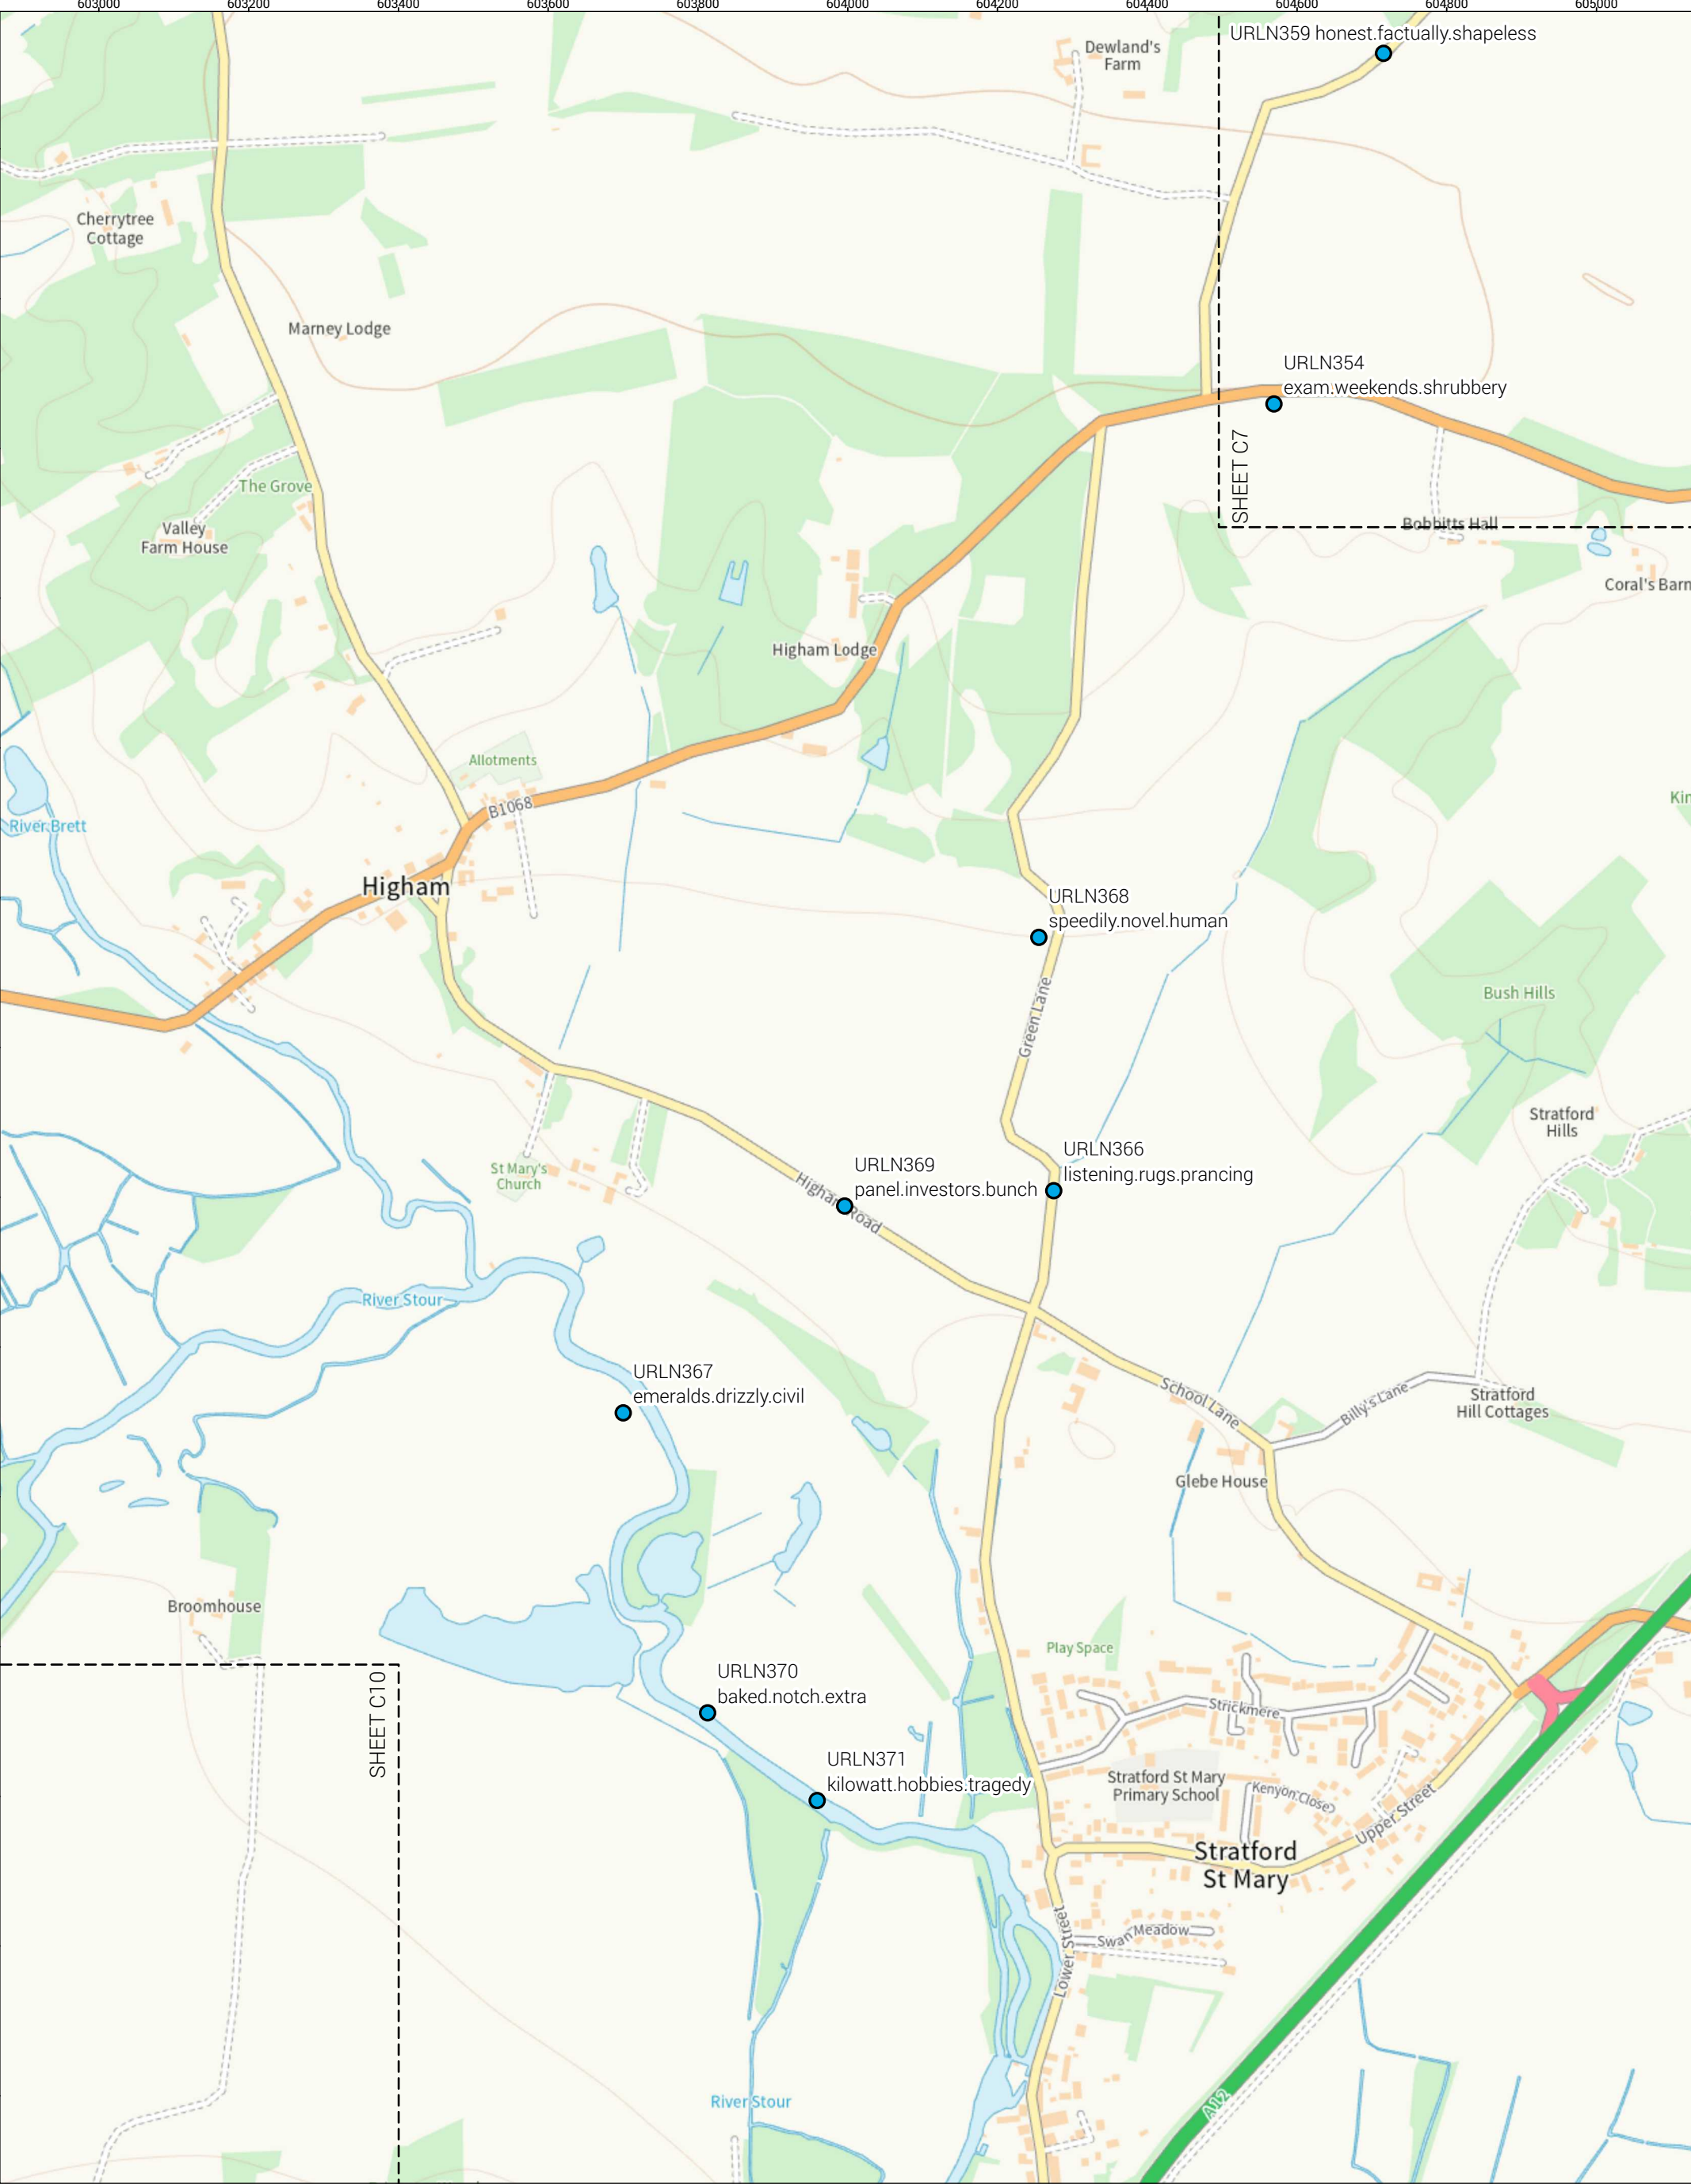 603000 603200 603400 603600 603800 604000 604200 604400 604600 604800 605000
URLN359 honest.factually.shapeless
Dewland's
Farm
Cherrytree
Cottage
Marney Lodge
URLN354
exam.weekends.shrubbery
SHEET C7
The Grove
Valley
Farm House
Bobbitts Hall
Coral's Barn
Higham Lodge
Allotments
B1068
River Brett
Higham
URLN368
speedily.novel.human
Green Lane
Bush Hills
Stratford
Hills
St Mary's
Church
URLN369
panel.investors.bunch
URLN366
listening.rugs.prancing
Higham Road
River Stour
URLN367
emeralds.drizzly.civil
School Lane
Billy's Lane
Stratford
Hill Cottages
Glebe House
Broomhouse
Play Space
SHEET C10
URLN370
baked.notch.extra
Strickmere
URLN371
kilowatt.hobbies.tragedy
Stratford St Mary
Primary School
Kenyon Close
Upper Street
Stratford
St Mary
Lower Street
Swan Meadow
River Stour
A12